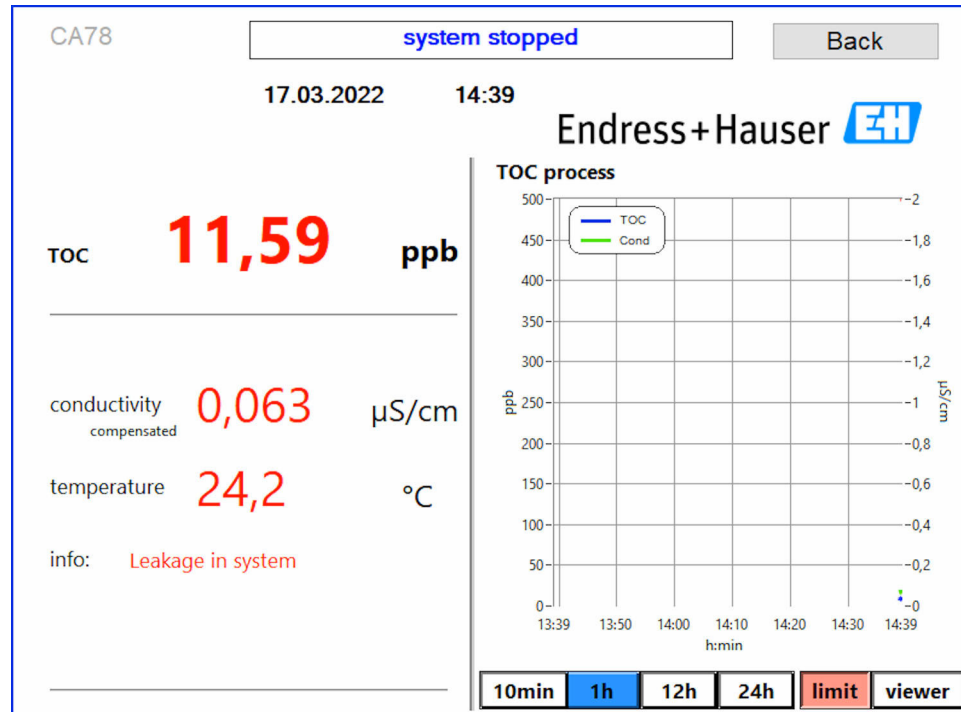 CA78
system stopped
Back
17.03.2022 14:39
Endress+Hauser EH
TOC 11,59 ppb
conductivity compensated 0,063 µS/cm
temperature 24,2 °C
info: Leakage in system
TOC process
TOC
Cond
500
450
400
350
300
250
200
150
100
50
0
ppb
2
1,8
1,6
1,4
1,2
1
0,8
0,6
0,4
0,2
0
µS/cm
13:39 13:50 14:00 14:10 14:20 14:30 14:39
h:min
10min 1h 12h 24h limit viewer